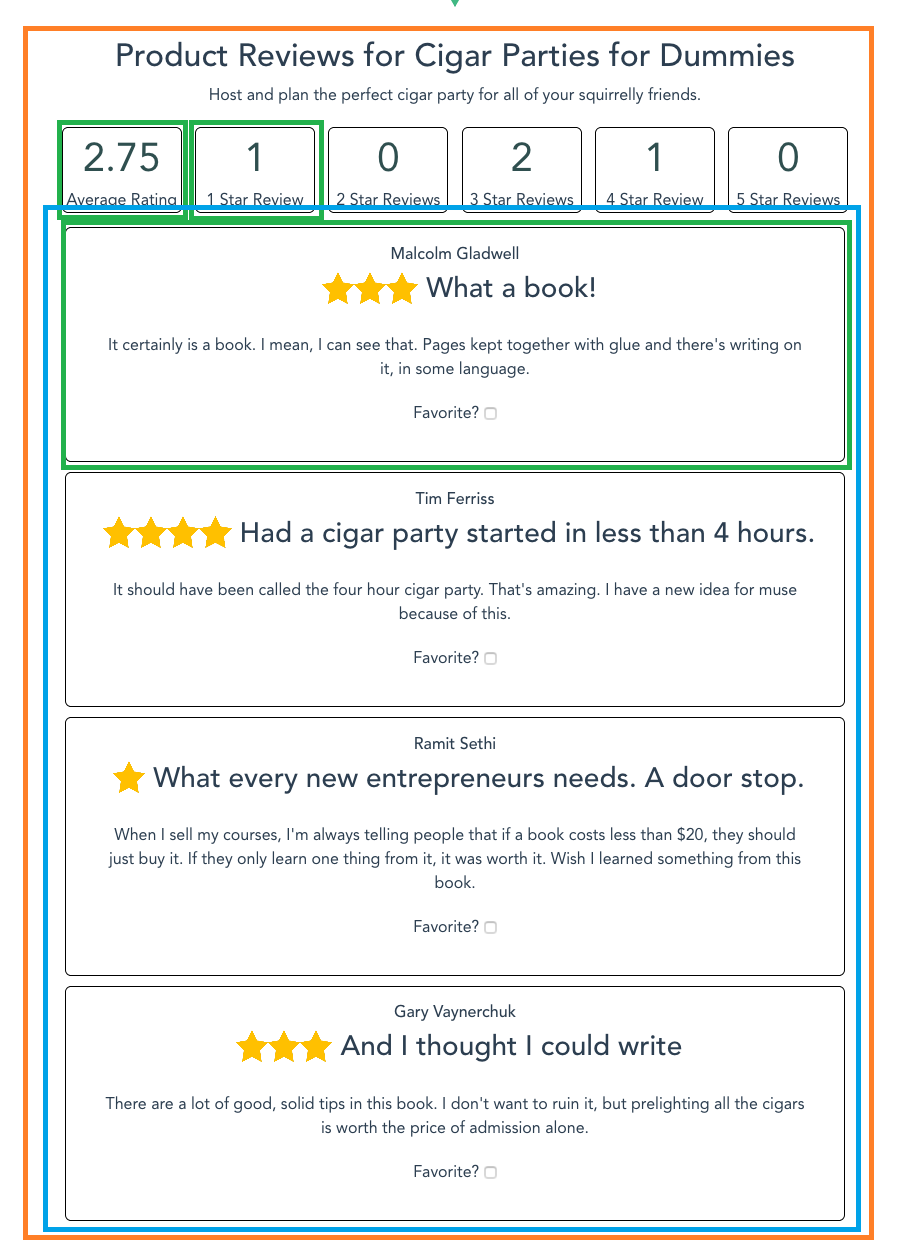 Product Reviews for Cigar Parties for Dummies
Host and plan the perfect cigar party for all of your squirrelly friends.
2.75 1 0 2 1 0
Average Rating 1 Star Review 2 Star Reviews 3 Star Reviews 4 Star Review 5 Star Reviews
Malcolm Gladwell
What a book!
It certainly is a book. I mean, I can see that. Pages kept together with glue and there's writing on
it, in some language.
Favorite?
Tim Ferriss
Had a cigar party started in less than 4 hours.
It should have been called the four hour cigar party. That's amazing. I have a new idea for muse
because of this.
Favorite?
Ramit Sethi
What every new entrepreneurs needs. A door stop.
When I sell my courses, I'm always telling people that if a book costs less than $20, they should
just buy it. If they only learn one thing from it, it was worth it. Wish I learned something from this
book.
Favorite?
Gary Vaynerchuk
And I thought I could write
There are a lot of good, solid tips in this book. I don't want to ruin it, but prelighting all the cigars
is worth the price of admission alone.
Favorite?